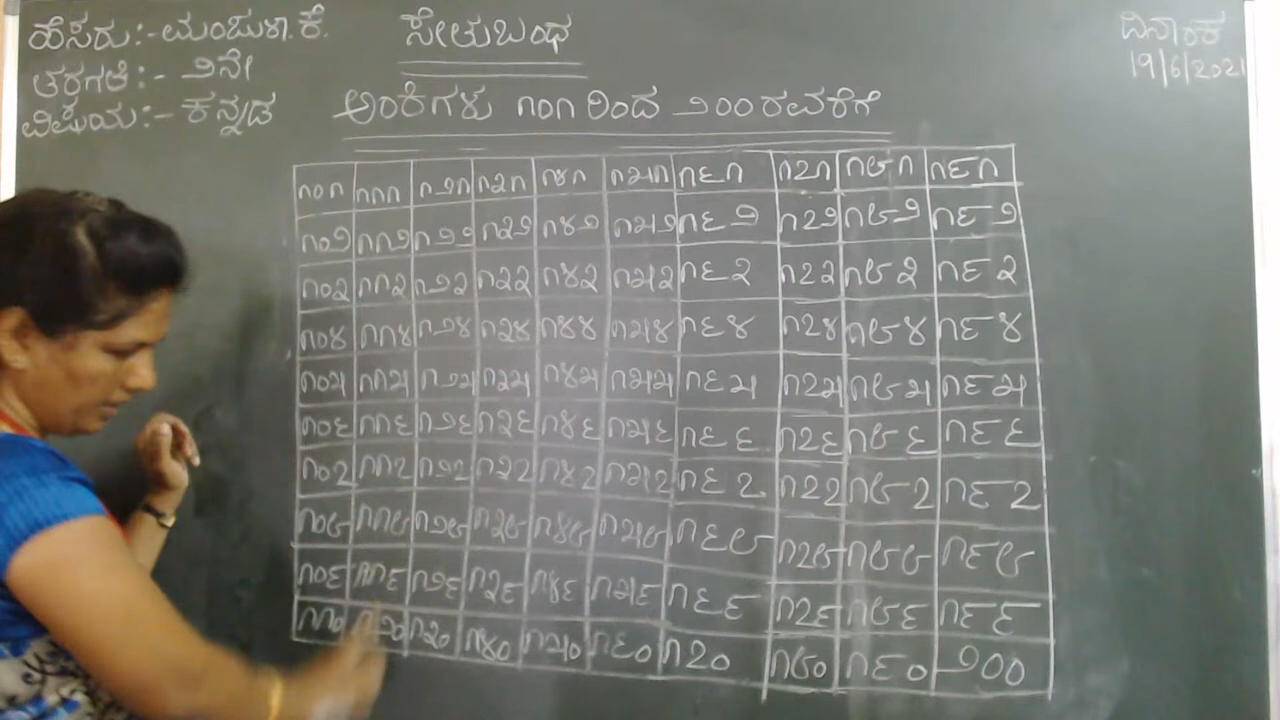 ಹೆಸರು:- ಮಂಜುಳಾ. ಕೆ.
ಸೇತುಬಂಧ
ದಿನಾಂಕ
ತರಗತಿ:- ೨ನೇ
19/6/2021
ವಿಷಯ:- ಕನ್ನಡ
ಅಂಕಿಗಳು ೧೦೧ರಿಂದ ೨೦೦ರವರೆಗೆ
೧೦೧ ೧೧೧ ೧೨೧ ೧೩೧ ೧೪೧ ೧೫೧ ೧೬೧ ೧೭೧ ೧೮೧ ೧೯೧
೧೦೨ ೧೧೨ ೧೨೨ ೧೩೨ ೧೪೨ ೧೫೨ ೧೬೨ ೧೭೨ ೧೮೨ ೧೯೨
೧೦೩ ೧೧೩ ೧೨೩ ೧೩೩ ೧೪೩ ೧೫೩ ೧೬೩ ೧೭೩ ೧೮೩ ೧೯೩
೧೦೪ ೧೧೪ ೧೨೪ ೧೩೪ ೧೪೪ ೧೫೪ ೧೬೪ ೧೭೪ ೧೮೪ ೧೯೪
೧೦೫ ೧೧೫ ೧೨೫ ೧೩೫ ೧೪೫ ೧೫೫ ೧೬೫ ೧೭೫ ೧೮೫ ೧೯೫
೧೦೬ ೧೧೬ ೧೨೬ ೧೩೬ ೧೪೬ ೧೫೬ ೧೬೬ ೧೭೬ ೧೮೬ ೧೯೬
೧೦೭ ೧೧೭ ೧೨೭ ೧೩೭ ೧೪೭ ೧೫೭ ೧೬೭ ೧೭೭ ೧೮೭ ೧೯೭
೧೦೮ ೧೧೮ ೧೨೮ ೧೩೮ ೧೪೮ ೧೫೮ ೧೬೮ ೧೭೮ ೧೮೮ ೧೯೮
೧೦೯ ೧೧೯ ೧೨೯ ೧೩೯ ೧೪೯ ೧೫೯ ೧೬೯ ೧೭೯ ೧೮೯ ೧೯೯
೧೧೦ ೧೨೦ ೧೩೦ ೧೪೦ ೧೫೦ ೧೬೦ ೧೭೦ ೧೮೦ ೧೯೦ ೨೦೦